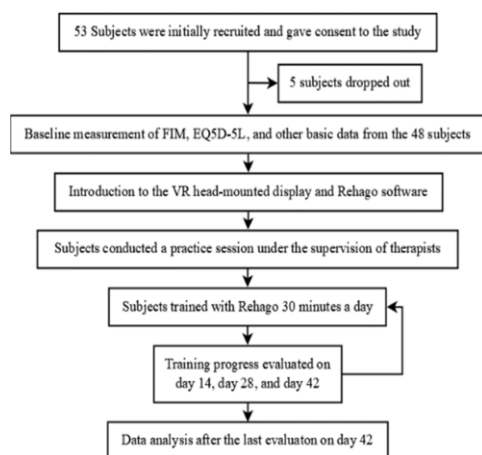 53 Subjects were initially recruited and gave consent to the study
5 subjects dropped out
Baseline measurement of FIM, EQ5D-5L, and other basic data from the 48 subjects
Introduction to the VR head-mounted display and Rehago software
Subjects conducted a practice session under the supervision of therapists
Subjects trained with Rehago 30 minutes a day
Training progress evaluated on
day 14, day 28, and day 42
Data analysis after the last evaluaton on day 42